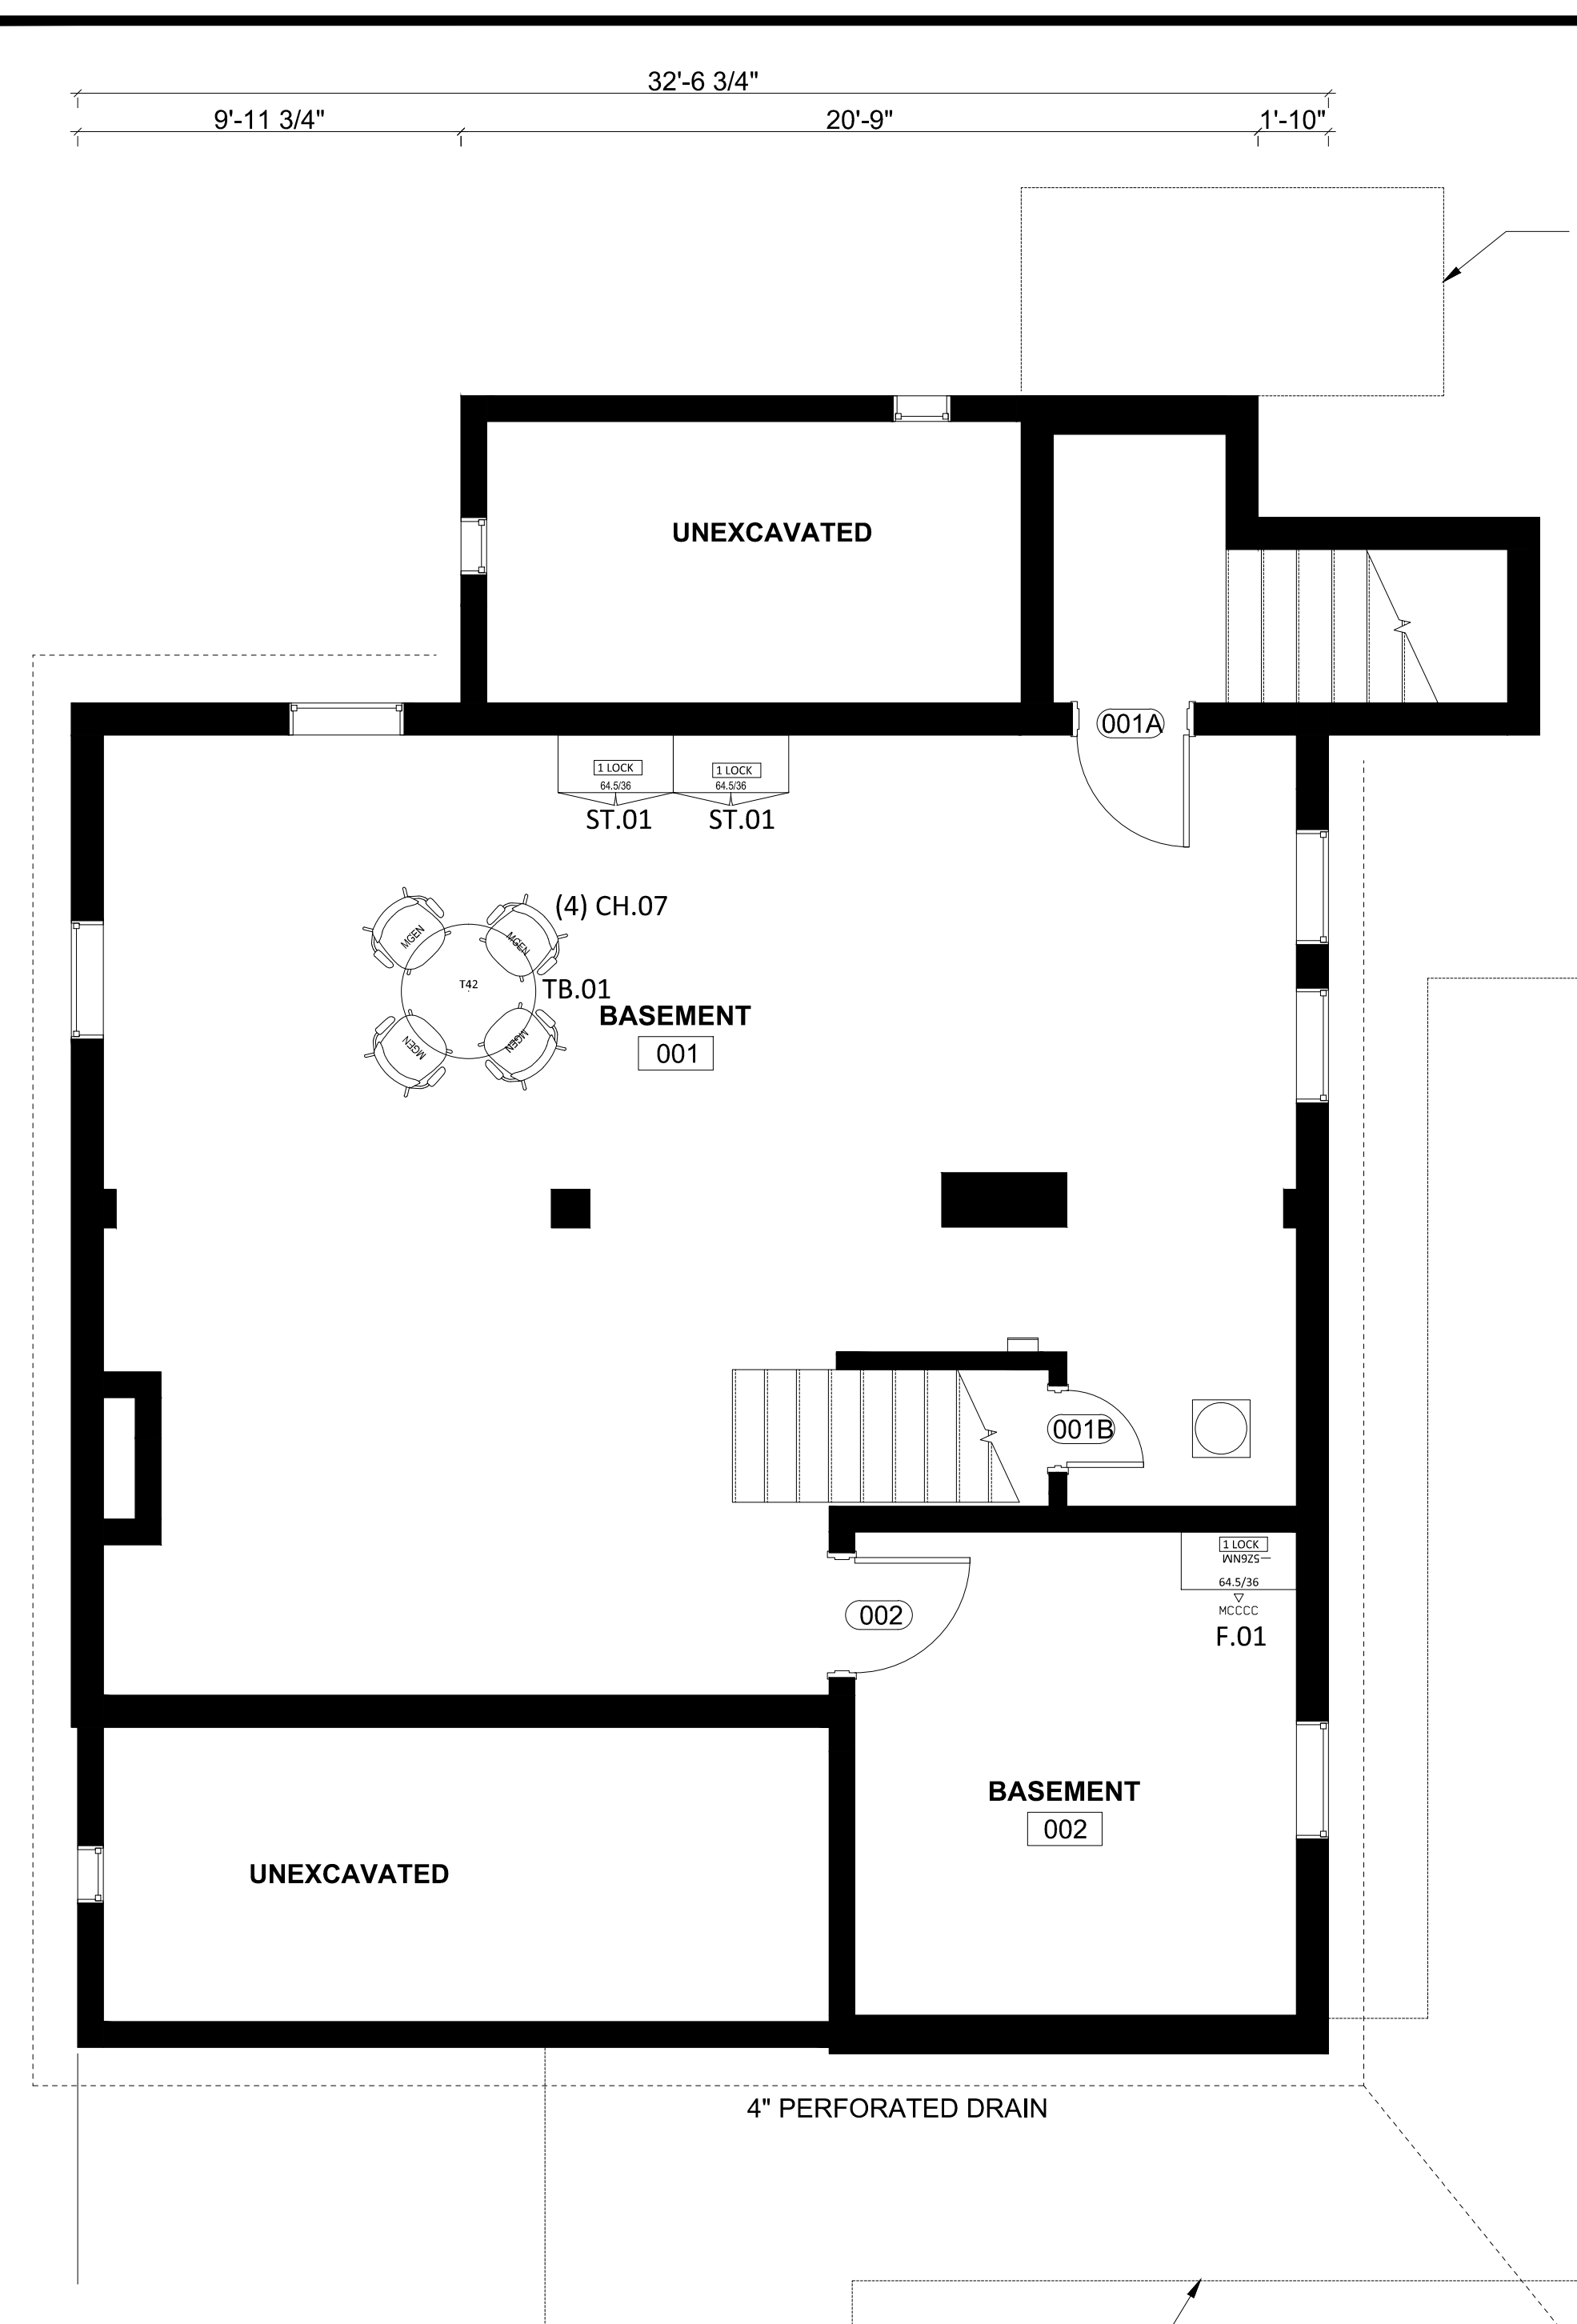 32'-6 3/4"
9'-11 3/4"
20'-9"
1'-10"
UNEXCAVATED
001A
1 LOCK
64.5/36
ST.01
1 LOCK
64.5/36
ST.01
(4) CH.07
MGEN
MGEN
T42
TB.01
MGEN
MGEN
BASEMENT
001
001B
1 LOCK
5Z6NM
64.5/36
MCCCC
F.01
002
BASEMENT
002
UNEXCAVATED
4" PERFORATED DRAIN